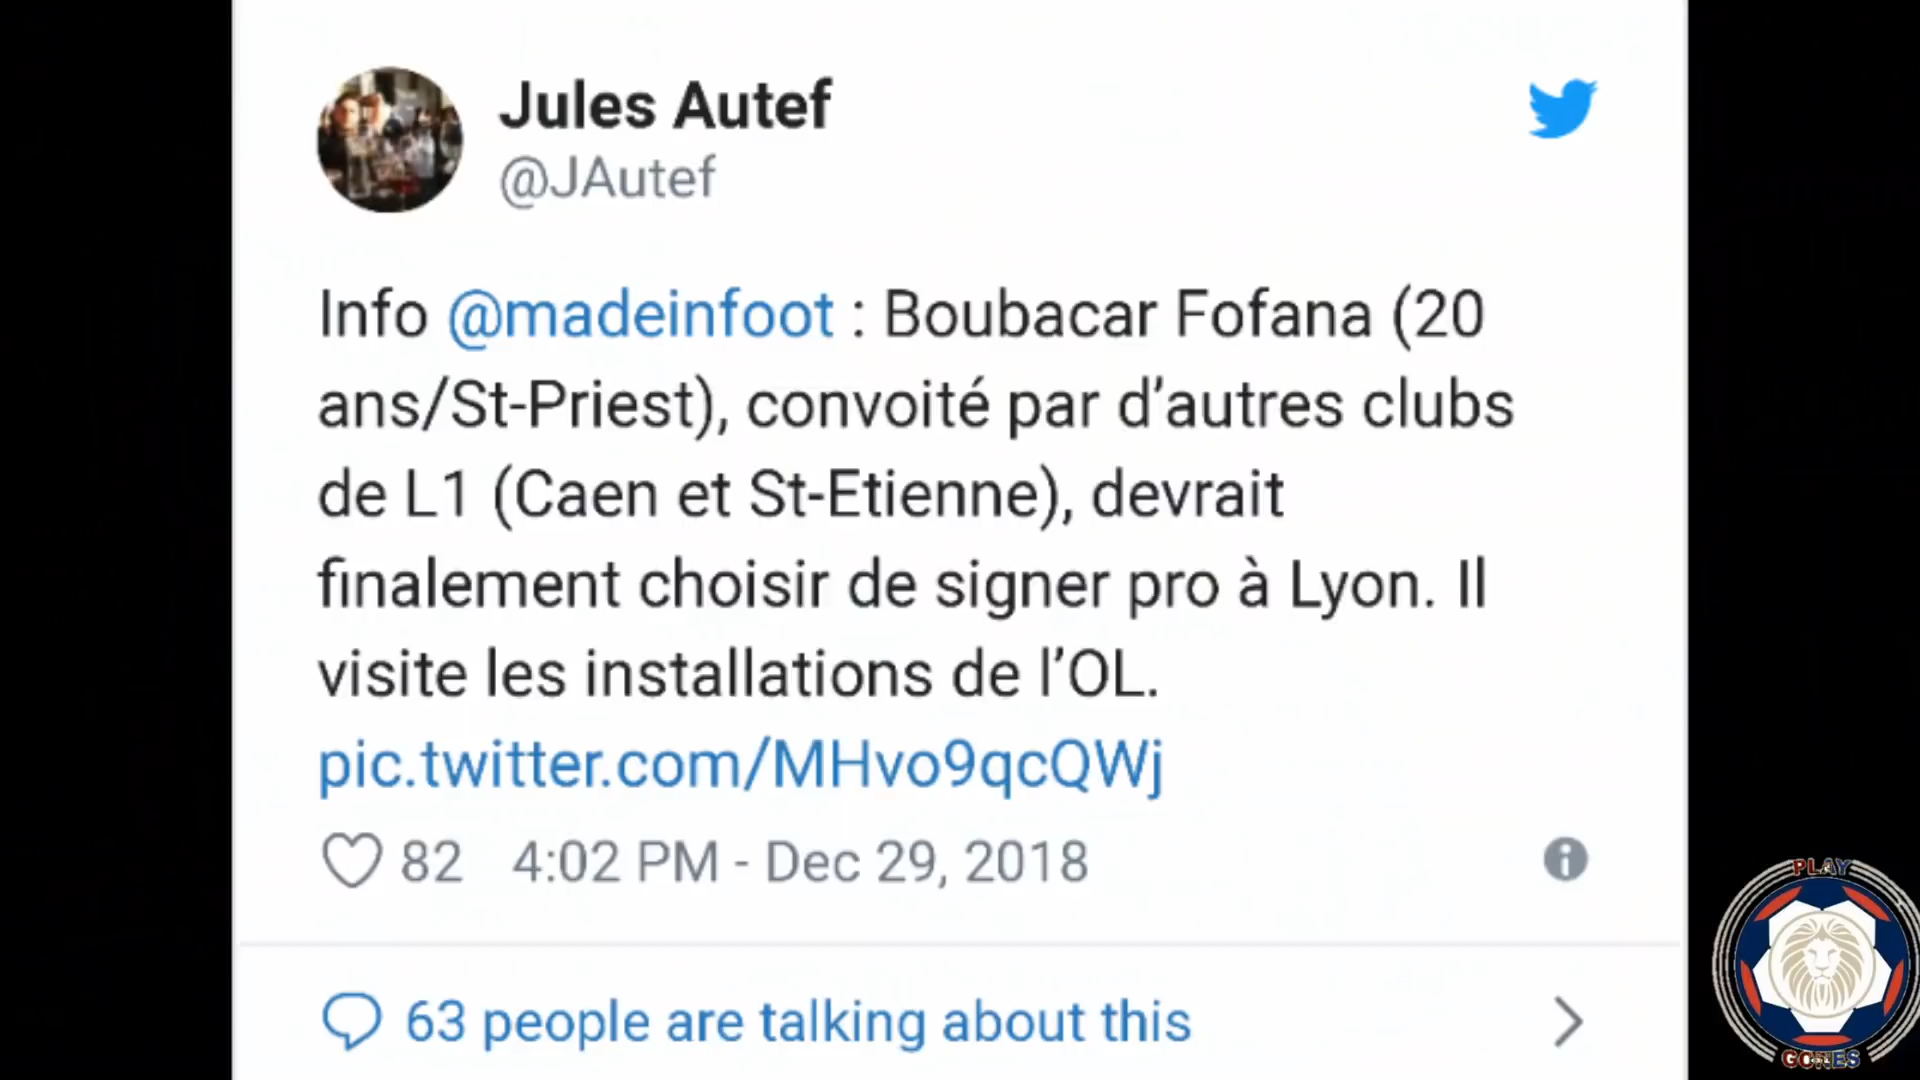 Jules Autef
@JAutef
Info @madeinfoot : Boubacar Fofana (20
ans/St-Priest), convoité par d’autres clubs
de L1 (Caen et St-Etienne), devrait
finalement choisir de signer pro à Lyon. Il
visite les installations de l’OL.
pic.twitter.com/MHvo9qcQWj
82 4:02 PM - Dec 29, 2018
63 people are talking about this
PLAY
GONES